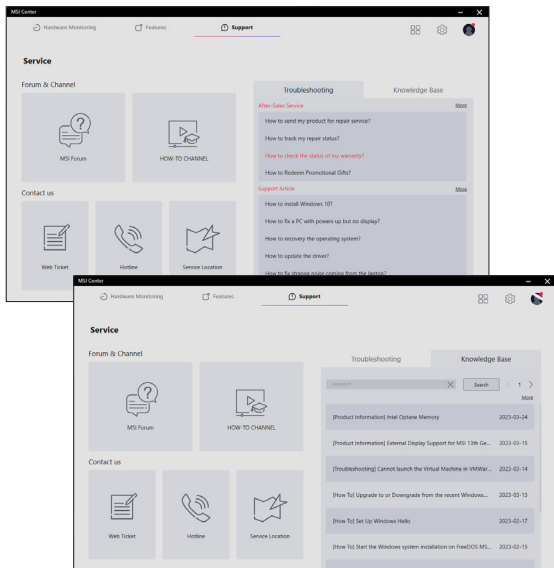 MSI Center
Hardware Monitoring
Features
Support
Service
Forum & Channel
MSI Forum
HOW-TO CHANNEL
Contact us
Web Ticket
Hotline
Service Location
Troubleshooting
Knowledge Base
After-Sales Service
More
How to send my product for repair service?
How to track my repair status?
How to check the status of my warranty?
How to Redeem Promotional Gifts?
Support Article
More
How to install Windows 10?
How to fix a PC with powers up but no display?
How to recovery the operating system?
How to update the driver?
How to fix strange noise coming from the laptop?
MSI Center
Hardware Monitoring
Features
Support
Service
Forum & Channel
MSI Forum
HOW-TO CHANNEL
Contact us
Web Ticket
Hotline
Service Location
Troubleshooting
Knowledge Base
Search
1
More
[Product Information] Intel Optane Memory 2023-03-24
[Product Information] External Display Support for MSI 13th Ge... 2023-03-15
[Troubleshooting] Cannot launch the Virtual Machine in VMWar... 2023-03-14
[How To] Upgrade to or Downgrade from the recent Windows... 2023-03-13
[How To] Set Up Windows Hello 2023-02-17
[How To] Start the Windows system installation on FreeDOS MS... 2023-02-15